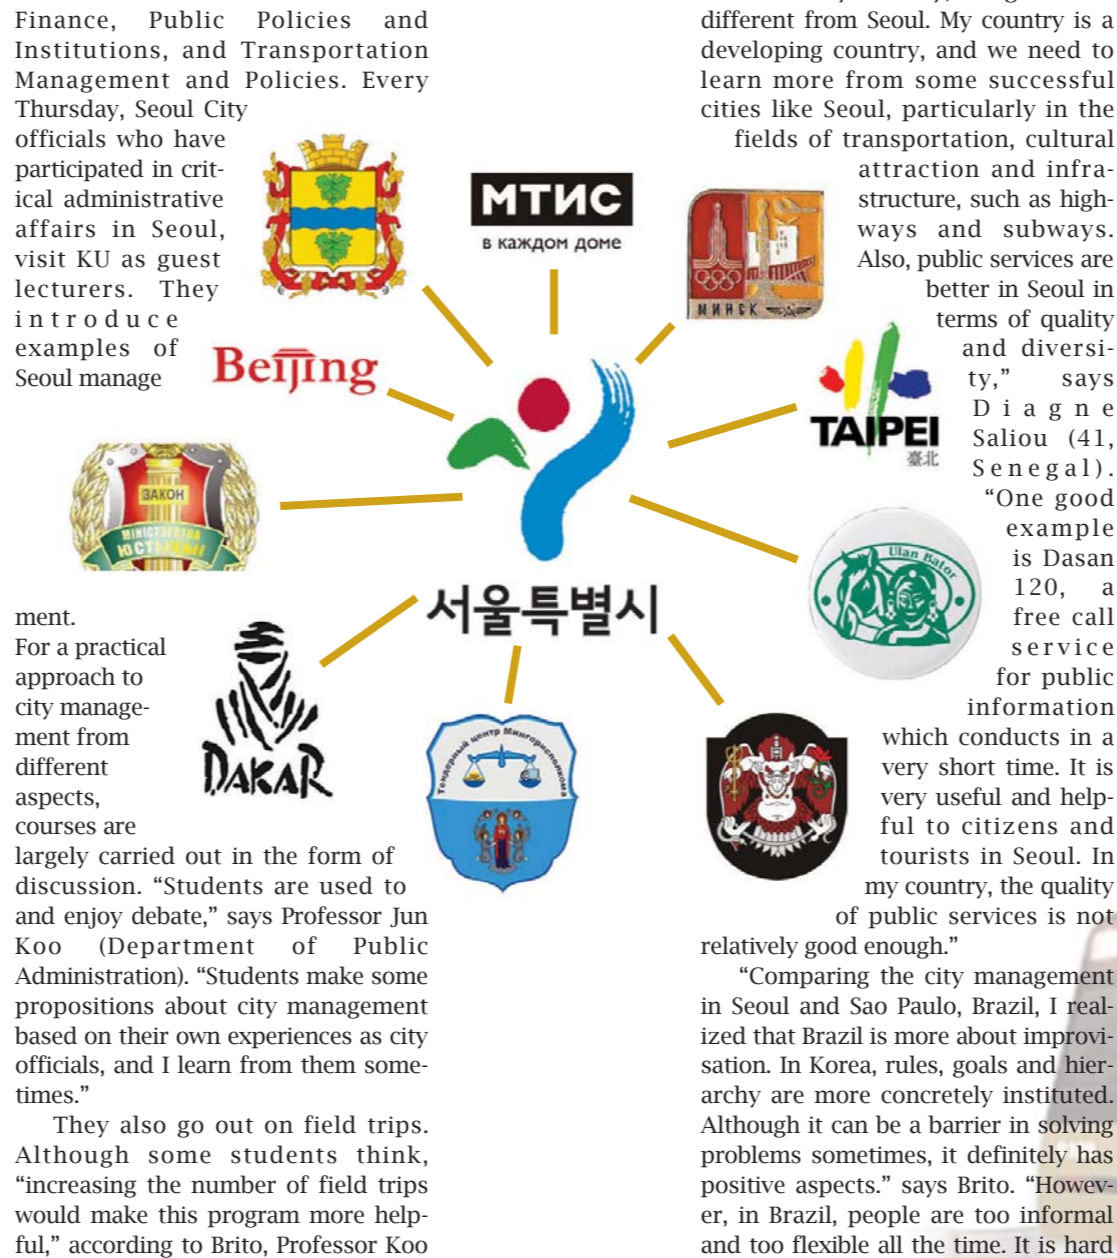 Finance, Public Policies and
Institutions, and Transportation
Management and Policies. Every
Thursday, Seoul City
officials who have
participated in crit-
ical administrative
affairs in Seoul,
visit KU as guest
lecturers. They
introduce
examples of
Seoul manage
ment.
For a practical
approach to
city manage-
ment from
different
aspects,
courses are
largely carried out in the form of
discussion. “Students are used to
and enjoy debate,” says Professor Jun
Koo (Department of Public
Administration). “Students make some
propositions about city management
based on their own experiences as city
officials, and I learn from them some-
times.”
They also go out on field trips.
Although some students think,
“increasing the number of field trips
would make this program more help-
ful,” according to Brito, Professor Koo
МТИС
в каждом доме
МИНСК
Beijing
TAIPEI
臺北
ЗАКОН
МІНІСТЭРСТВА
ЮСТЫЦЫІ
Ulan Bator
서울특별시
DAKAR
Тендерный центр Мингорисполкома
different from Seoul. My country is a
developing country, and we need to
learn more from some successful
cities like Seoul, particularly in the
fields of transportation, cultural
attraction and infra-
structure, such as high-
ways and subways.
Also, public services are
better in Seoul in
terms of quality
and diversi-
ty,” says
Diagne
Saliou (41,
Senegal).
“One good
example
is Dasan
120, a
free call
service
for public
information
which conducts in a
very short time. It is
very useful and help-
ful to citizens and
tourists in Seoul. In
my country, the quality
of public services is not
relatively good enough.”
“Comparing the city management
in Seoul and Sao Paulo, Brazil, I real-
ized that Brazil is more about improvi-
sation. In Korea, rules, goals and hier-
archy are more concretely instituted.
Although it can be a barrier in solving
problems sometimes, it definitely has
positive aspects.” says Brito. “Howev-
er, in Brazil, people are too informal
and too flexible all the time. It is hard